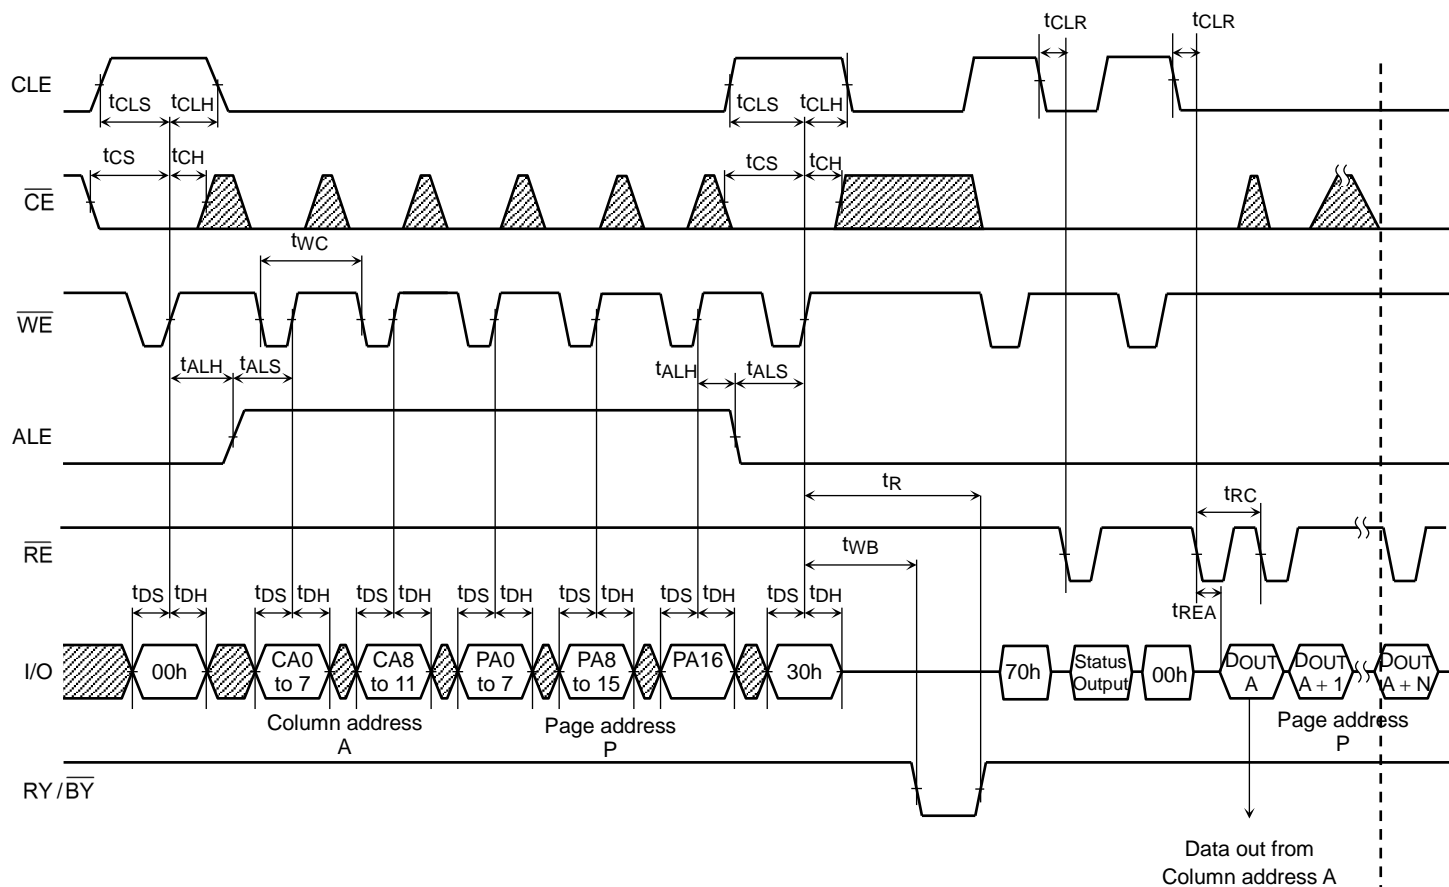 tCLR tCLR
CLE
tCLS tCLH tCLS tCLH
tCS tCH tCS tCH
CE
tWC
WE
tALH tALS tALH tALS
ALE
tR
tRC
RE
tWB
tDS tDH tDS tDH tDS tDH tDS tDH tDS tDH tDS tDH tDS tDH
tREA
I/O
00h
CA0 to 7
CA8 to 11
PA0 to 7
PA8 to 15
PA16
30h
70h
Status Output
00h
DOUT A
DOUT A + 1
DOUT A + N
Column address
A
Page address
P
Page address
P
RY / BY
Data out from
Column address A